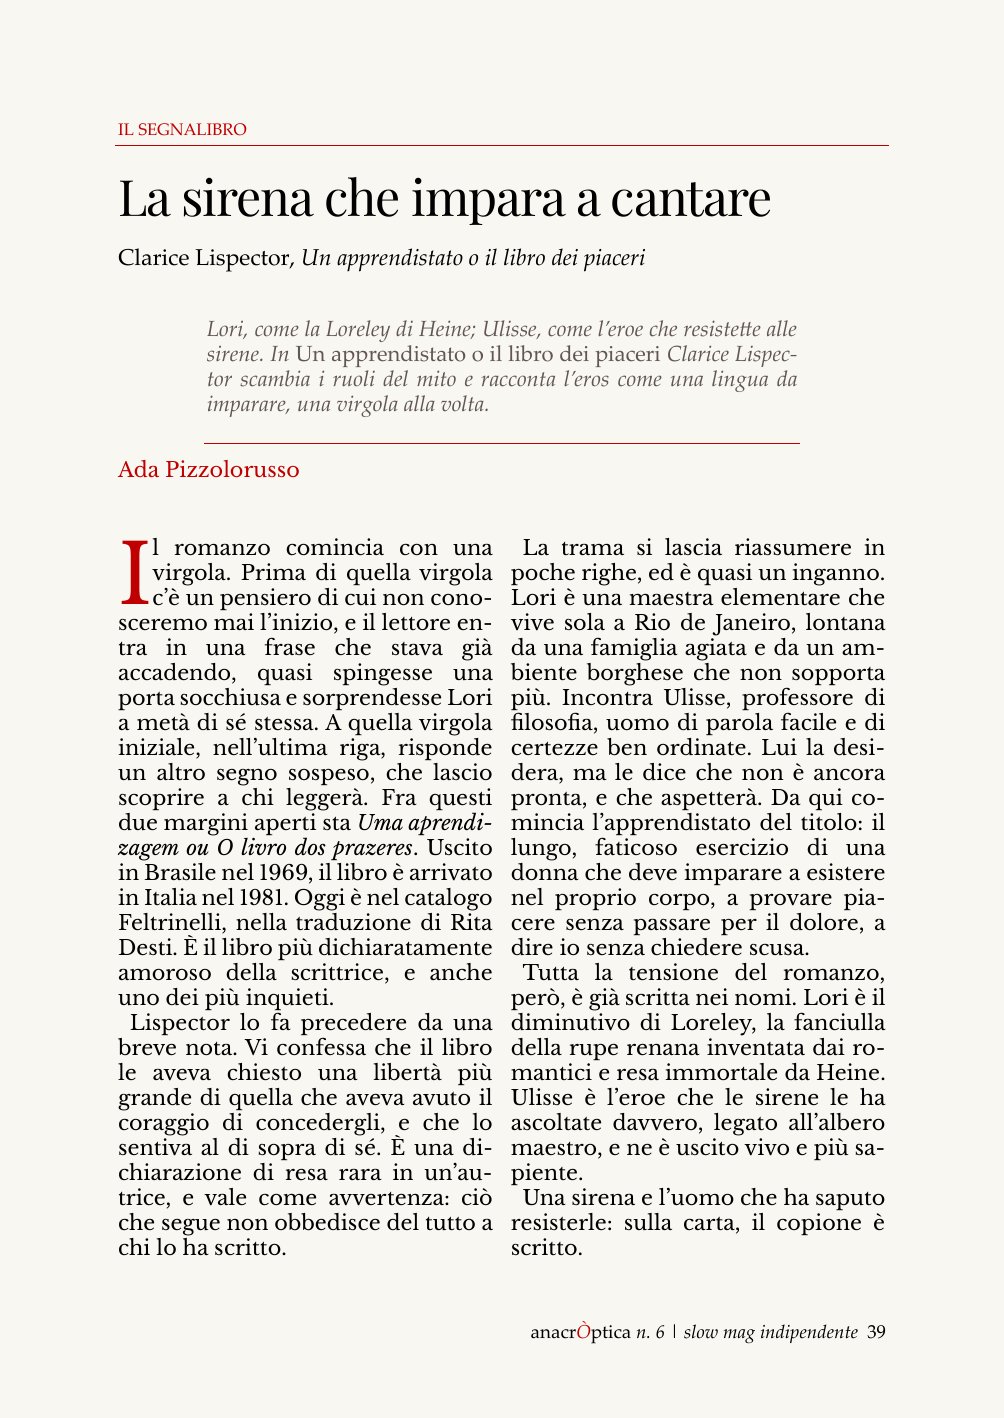 IL SEGNALIBRO
La sirena che impara a cantare
Clarice Lispector, Un apprendistato o il libro dei piaceri
Lori, come la Loreley di Heine; Ulisse, come l’eroe che resistette alle
sirene. In Un apprendistato o il libro dei piaceri Clarice Lispec-
tor scambia i ruoli del mito e racconta l’eros come una lingua da
imparare, una virgola alla volta.
Ada Pizzolorusso
Il romanzo comincia con una
virgola. Prima di quella virgola
c’è un pensiero di cui non cono-
sceremo mai l’inizio, e il lettore en-
tra in una frase che stava già
accadendo, quasi spingesse una
porta socchiusa e sorprendesse Lori
a metà di sé stessa. A quella virgola
iniziale, nell’ultima riga, risponde
un altro segno sospeso, che lascio
scoprire a chi leggerà. Fra questi
due margini aperti sta Uma aprendi-
zagem ou O livro dos prazeres. Uscito
in Brasile nel 1969, il libro è arrivato
in Italia nel 1981. Oggi è nel catalogo
Feltrinelli, nella traduzione di Rita
Desti. È il libro più dichiaratamente
amoroso della scrittrice, e anche
uno dei più inquieti.
Lispector lo fa precedere da una
breve nota. Vi confessa che il libro
le aveva chiesto una libertà più
grande di quella che aveva avuto il
coraggio di concedergli, e che lo
sentiva al di sopra di sé. È una di-
chiarazione di resa rara in un’au-
trice, e vale come avvertenza: ciò
che segue non obbedisce del tutto a
chi lo ha scritto.
La trama si lascia riassumere in
poche righe, ed è quasi un inganno.
Lori è una maestra elementare che
vive sola a Rio de Janeiro, lontana
da una famiglia agiata e da un am-
biente borghese che non sopporta
più. Incontra Ulisse, professore di
filosofia, uomo di parola facile e di
certezze ben ordinate. Lui la desi-
dera, ma le dice che non è ancora
pronta, e che aspetterà. Da qui co-
mincia l’apprendistato del titolo: il
lungo, faticoso esercizio di una
donna che deve imparare a esistere
nel proprio corpo, a provare pia-
cere senza passare per il dolore, a
dire io senza chiedere scusa.
Tutta la tensione del romanzo,
però, è già scritta nei nomi. Lori è il
diminutivo di Loreley, la fanciulla
della rupe renana inventata dai ro-
mantici e resa immortale da Heine.
Ulisse è l’eroe che le sirene le ha
ascoltate davvero, legato all’albero
maestro, e ne è uscito vivo e più sa-
piente.
Una sirena e l’uomo che ha saputo
resisterle: sulla carta, il copione è
scritto.
anacrÒptica n. 6 | slow mag indipendente 39